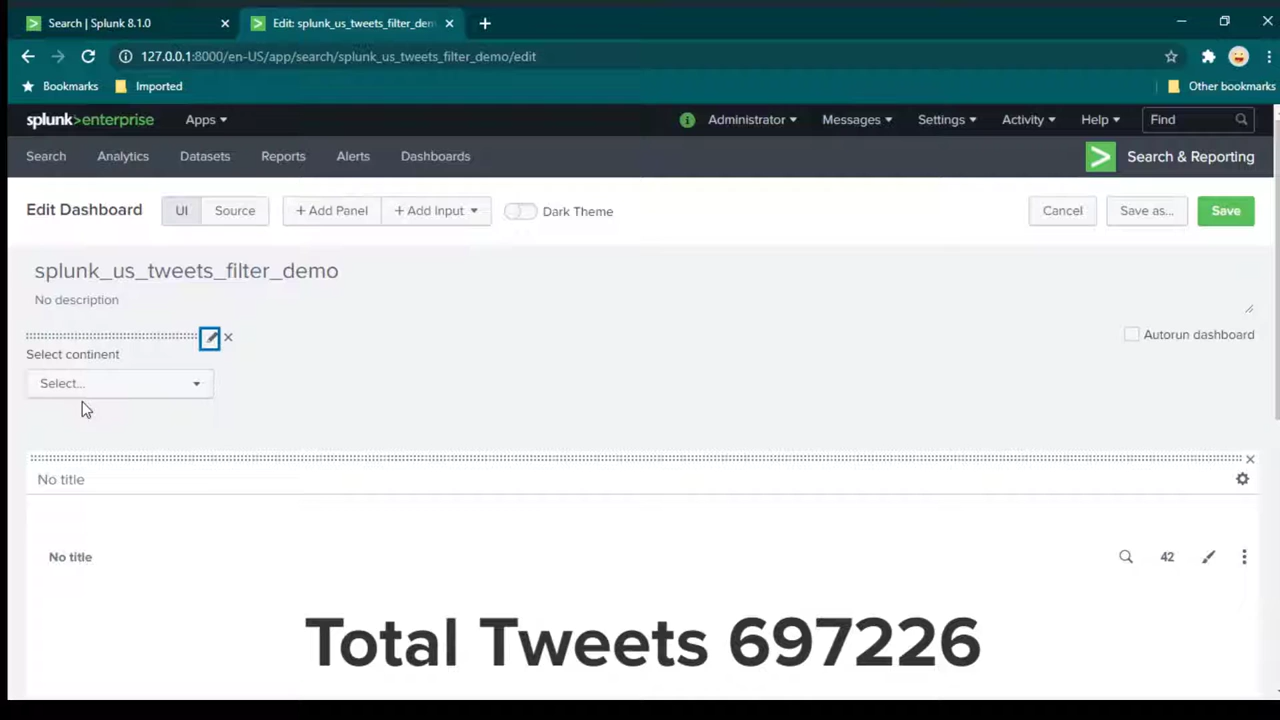 Search | Splunk 8.1.0
Edit: splunk_us_tweets_filter_den
127.0.0.1:8000/en-US/app/search/splunk_us_tweets_filter_demo/edit
Bookmarks Imported Other bookmarks
splunk>enterprise Apps Administrator Messages Settings Activity Help Find
Search Analytics Datasets Reports Alerts Dashboards Search & Reporting
Edit Dashboard UI Source + Add Panel + Add Input Dark Theme Cancel Save as... Save
splunk_us_tweets_filter_demo
No description
Autorun dashboard
Select continent
Select...
No title
No title 42
Total Tweets 697226